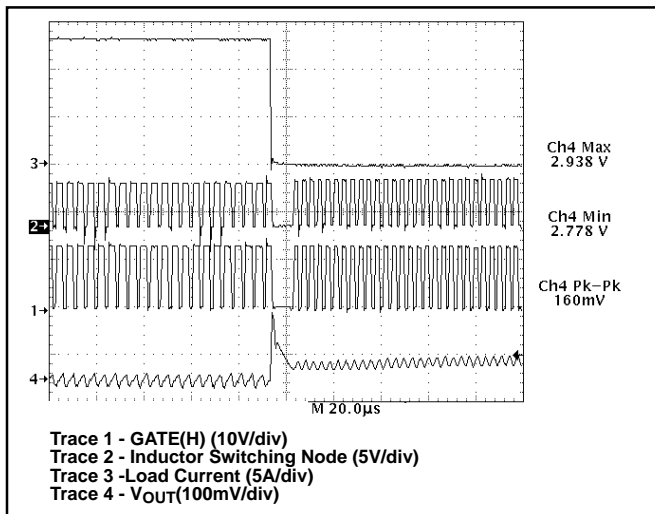 Ch4 Max
2.938 V
3
Ch4 Min
2.778 V
2
Ch4 Pk-Pk
160mV
1
4
M 20.0µs
Trace 1 - GATE(H) (10V/div)
Trace 2 - Inductor Switching Node (5V/div)
Trace 3 -Load Current (5A/div)
Trace 4 - VOUT(100mV/div)